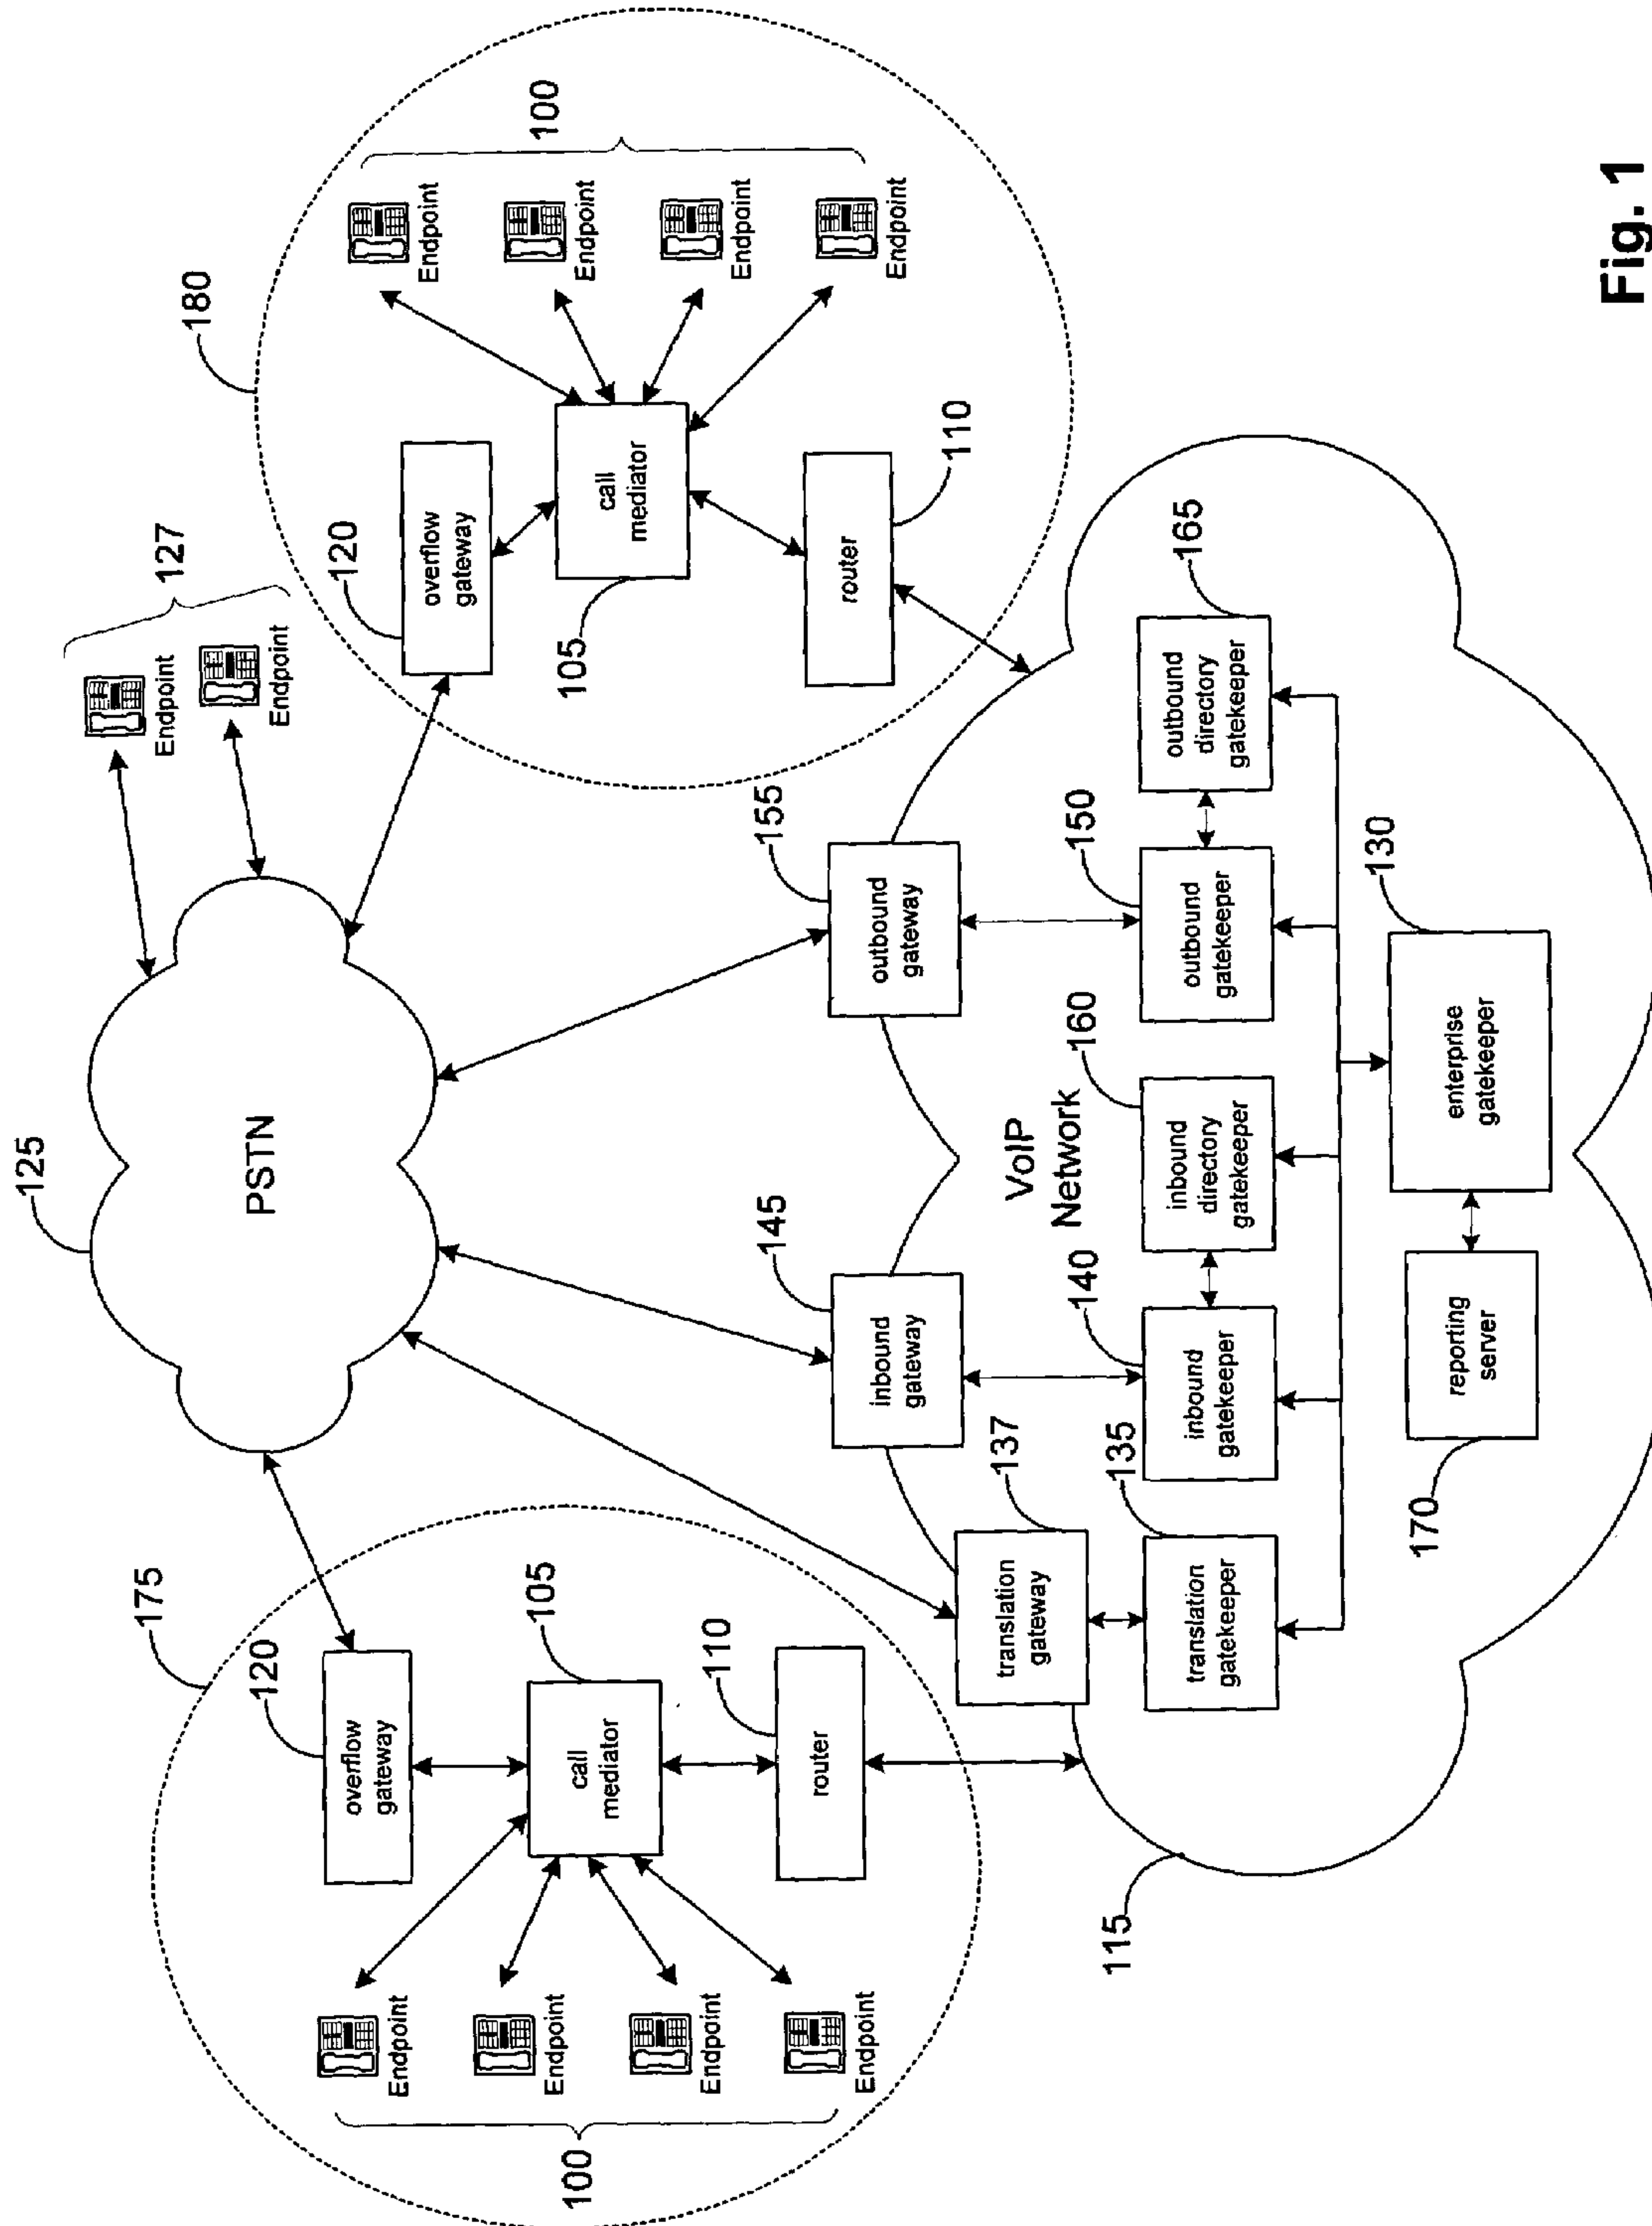 125
PSTN
127
Endpoint
Endpoint
175
120
overflow
gateway
105
call
mediator
110
router
Endpoint
Endpoint
Endpoint
Endpoint
100
180
120
overflow
gateway
105
call
mediator
110
router
Endpoint
Endpoint
Endpoint
Endpoint
100
145
inbound
gateway
155
outbound
gateway
137
translation
gateway
VoIP
Network
135
translation
gatekeeper
140
inbound
gatekeeper
160
inbound
directory
gatekeeper
150
outbound
gatekeeper
165
outbound
directory
gatekeeper
115
170
reporting
server
130
enterprise
gatekeeper
Fig. 1